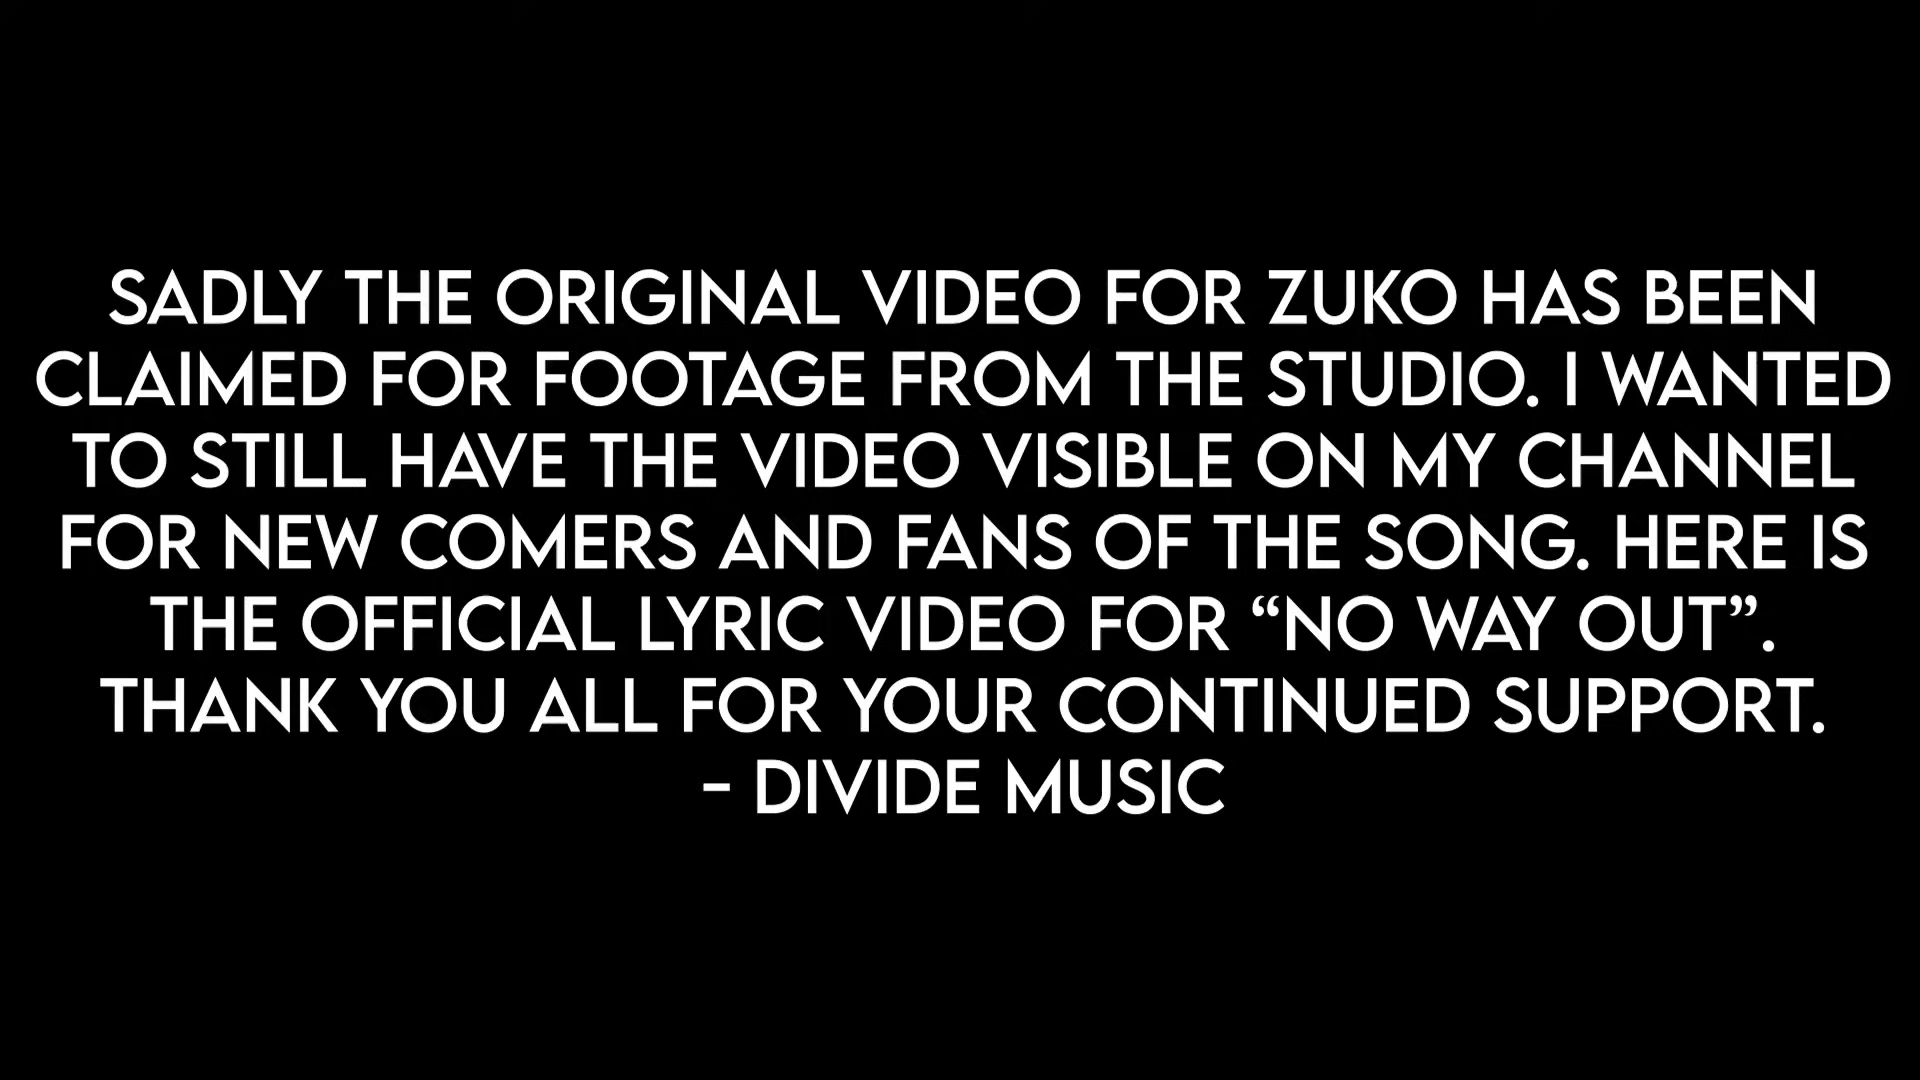 SADLY THE ORIGINAL VIDEO FOR ZUKO HAS BEEN
CLAIMED FOR FOOTAGE FROM THE STUDIO. I WANTED
TO STILL HAVE THE VIDEO VISIBLE ON MY CHANNEL
FOR NEW COMERS AND FANS OF THE SONG. HERE IS
THE OFFICIAL LYRIC VIDEO FOR “NO WAY OUT”.
THANK YOU ALL FOR YOUR CONTINUED SUPPORT.
- DIVIDE MUSIC